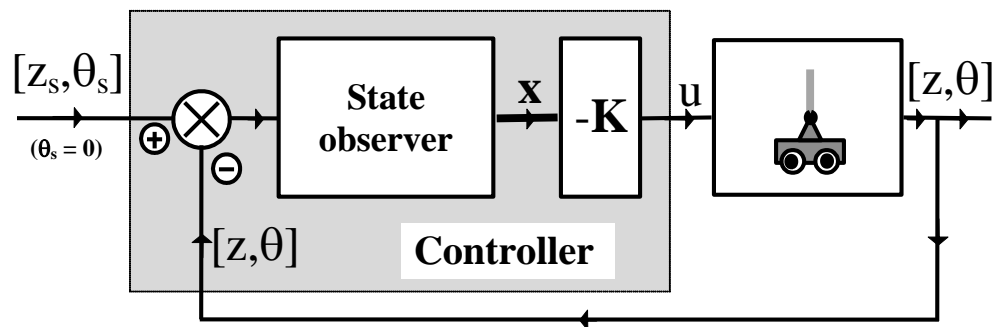 [zₛ,θₛ]
(θₛ = 0)
+
−
State
observer
x
-K
u
[z,θ]
[z,θ]
Controller